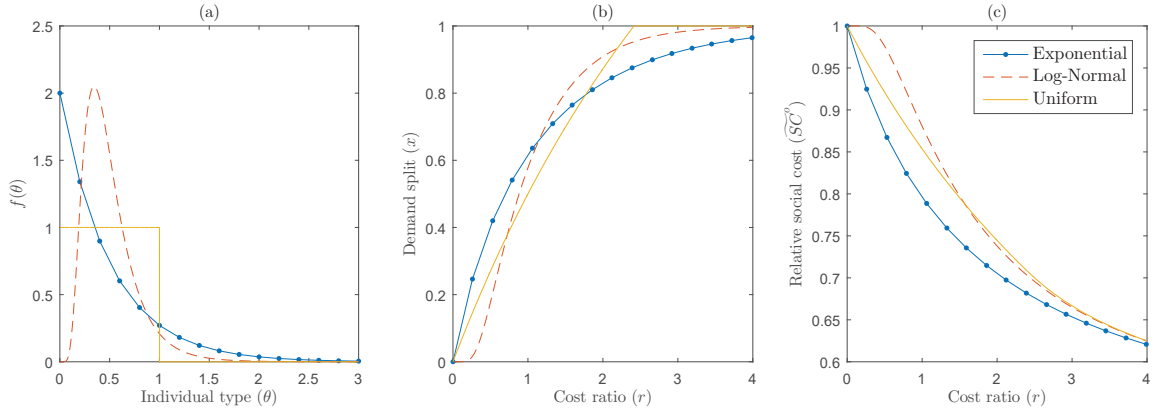 (a)
2.5
2
1.5
1
0.5
0
0 0.5 1 1.5 2 2.5 3
f(θ)
Individual type (θ)
(b)
1
0.8
0.6
0.4
0.2
0
0 1 2 3 4
Demand split (x)
Cost ratio (r)
(c)
1
0.95
0.9
0.85
0.8
0.75
0.7
0.65
0.6
0 1 2 3 4
Relative social cost (S̃C̃ᵒ)
Cost ratio (r)
Exponential
Log-Normal
Uniform